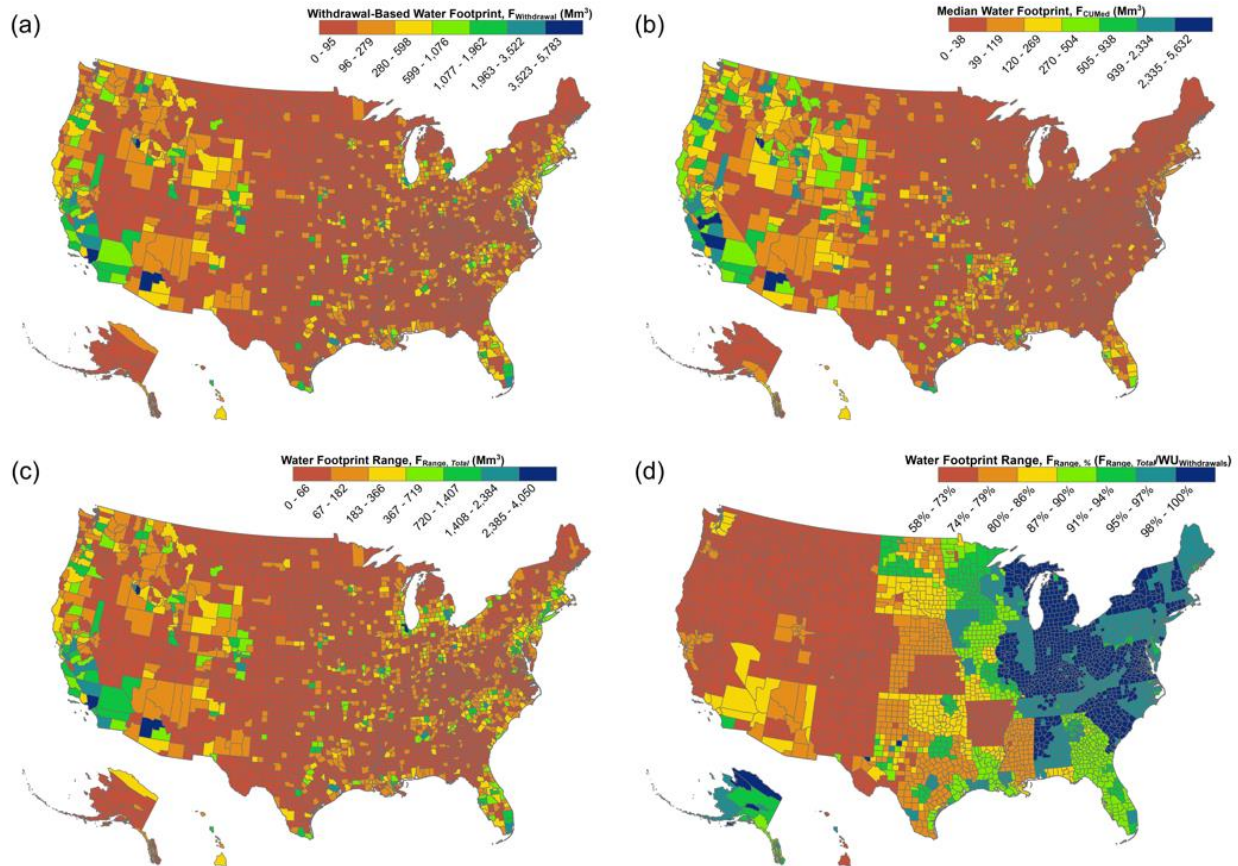 (a)
Withdrawal-Based Water Footprint, FWithdrawal (Mm³)
0 - 95
96 - 279
280 - 598
599 - 1,076
1,077 - 1,962
1,963 - 3,522
3,523 - 5,783
(b)
Median Water Footprint, FCUMed (Mm³)
0 - 38
39 - 119
120 - 269
270 - 504
505 - 938
939 - 2,334
2,335 - 5,632
(c)
Water Footprint Range, FRange, Total (Mm³)
0 - 66
67 - 182
183 - 366
367 - 719
720 - 1,407
1,408 - 2,384
2,385 - 4,050
(d)
Water Footprint Range, FRange, % (FRange, Total/WUWithdrawals)
58% - 73%
74% - 79%
80% - 86%
87% - 90%
91% - 94%
95% - 97%
98% - 100%